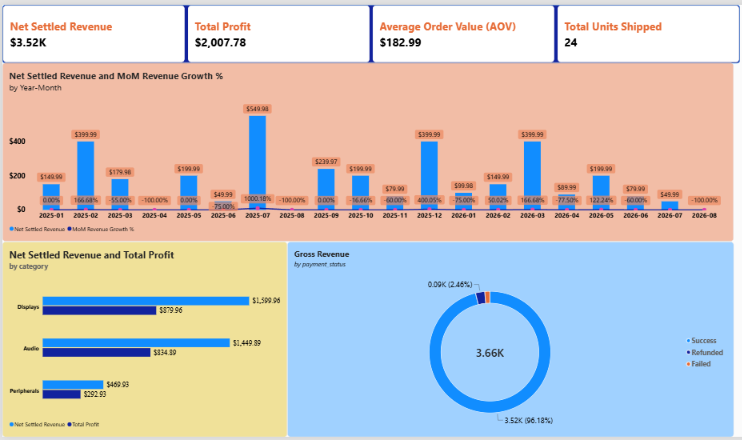 Net Settled Revenue
$3.52K
Total Profit
$2,007.78
Average Order Value (AOV)
$182.99
Total Units Shipped
24
Net Settled Revenue and MoM Revenue Growth %
by Year-Month
$400
$200
$0
$149.99
$399.99
$179.98
$199.99
$49.99
$549.98
$239.97
$199.99
$79.99
$399.99
$99.98
$149.99
$399.99
$89.99
$199.99
$79.99
$49.99
0.00%
166.68%
-55.00%
-100.00%
0.00%
-75.00%
1000.18%
-100.00%
0.00%
-16.66%
-60.00%
400.05%
-75.00%
50.02%
166.68%
-77.50%
122.24%
-60.00%
-100.00%
2025-01
2025-02
2025-03
2025-04
2025-05
2025-06
2025-07
2025-08
2025-09
2025-10
2025-11
2025-12
2026-01
2026-02
2026-03
2026-04
2026-05
2026-06
2026-07
2026-08
Net Settled Revenue
MoM Revenue Growth %
Net Settled Revenue and Total Profit
by category
Displays
$1,599.96
$879.96
Audio
$1,449.89
$834.89
Peripherals
$469.93
$292.93
Net Settled Revenue
Total Profit
Gross Revenue
by payment_status
0.09K (2.46%)
3.66K
3.52K (96.18%)
Success
Refunded
Failed